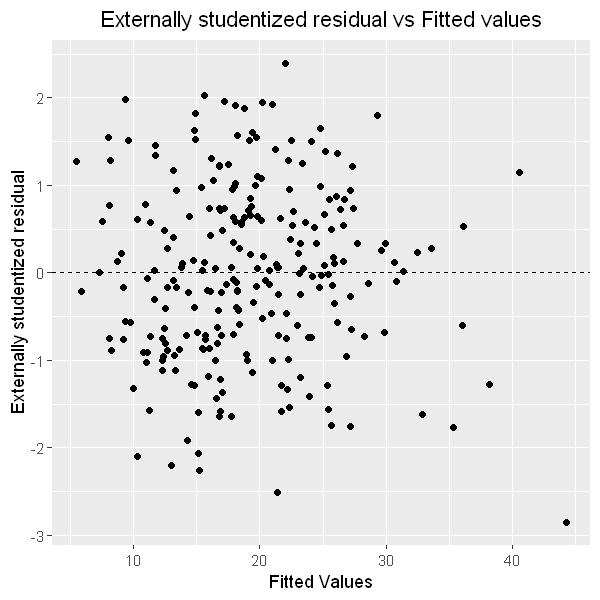 Externally studentized residual vs Fitted values
Externally studentized residual
2
1
0
-1
-2
-3
10 20 30 40
Fitted Values